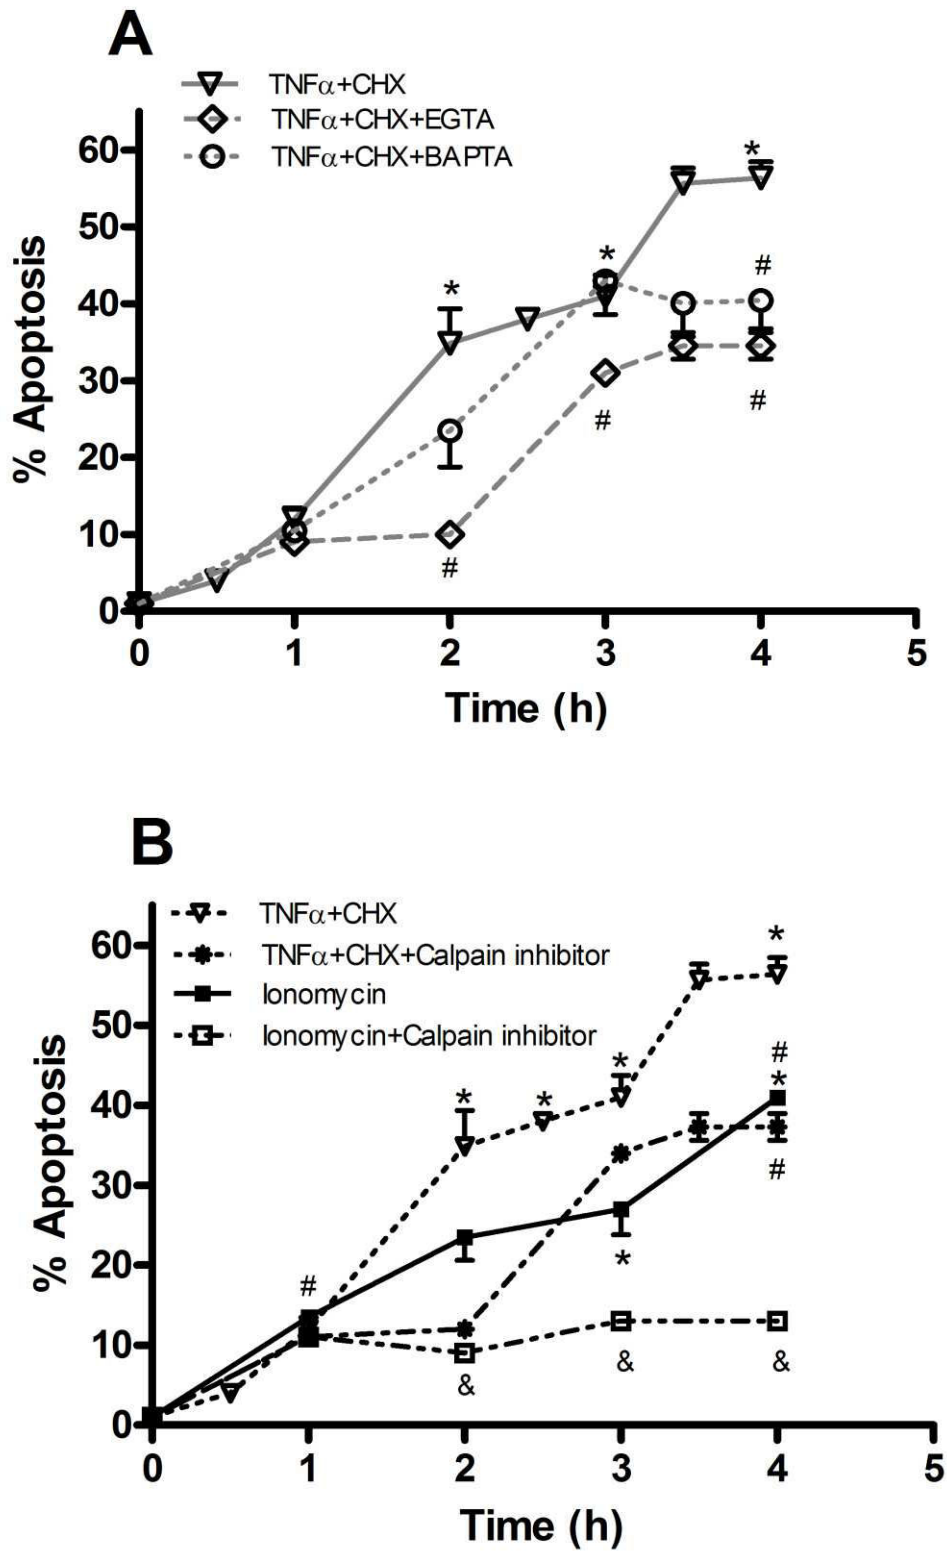 A
TNFα+CHX
TNFα+CHX+EGTA
TNFα+CHX+BAPTA
60
50
40
30
20
10
0
% Apoptosis
*
*
*
#
#
#
#
0 1 2 3 4 5
Time (h)
B
TNFα+CHX
TNFα+CHX+Calpain inhibitor
Ionomycin
Ionomycin+Calpain inhibitor
60
50
40
30
20
10
0
% Apoptosis
*
#
*
*
*
*
#
*
#
&
&
&
0 1 2 3 4 5
Time (h)